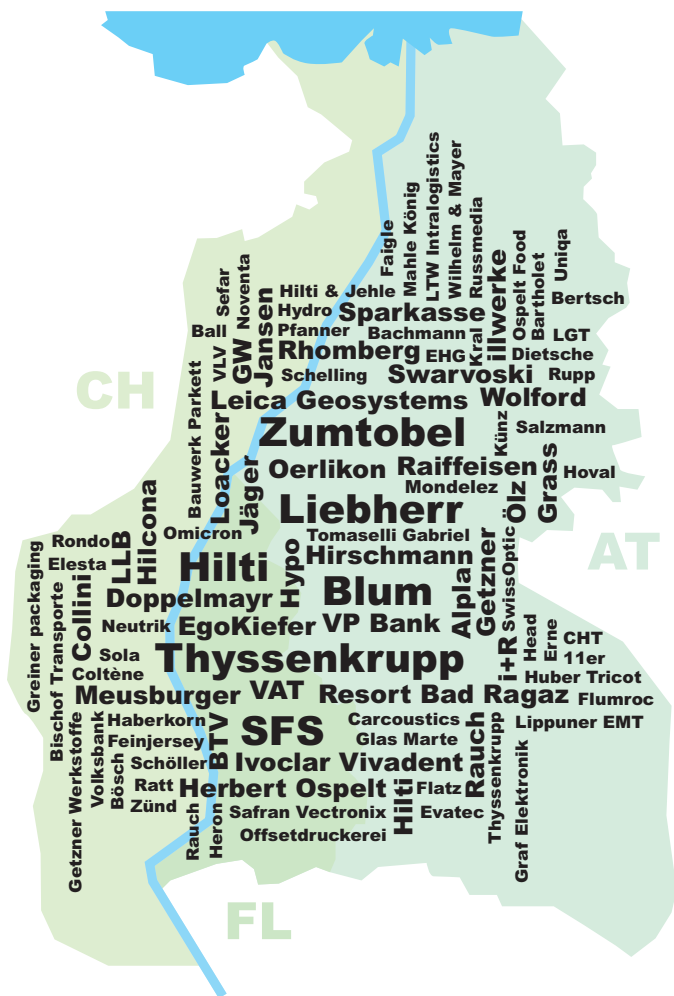 Faigle
Mahle König
LTW Intralogistics
Wilhelm & Mayer
Russmedia
illwerke
Ospelt Food
Bartholet
Uniqa
Sefar
Noventa
Hilti & Jehle
Bertsch
Hydro
Sparkasse
Ball
Jansen
Pfanner
Bachmann
Kral
LGT
VLV
GW
Rhomberg
EHG
Dietsche
Schelling
Swarvoski
Rupp
CH
Bauwerk Parkett
Leica Geosystems
Wolford
Loacker
Zumtobel
Künz
Salzmann
Jäger
Oerlikon
Raiffeisen
Grass
Hoval
Mondelez
Ölz
Hilcona
Liebherr
Rondo
LLB
Omicron
Tomaselli Gabriel
Getzner
SwissOptic
AT
Elesta
Hilti
Hypo
Hirschmann
Greiner packaging
Collini
Doppelmayr
Blum
Alpla
Bischof Transporte
Neutrik
EgoKiefer
VP Bank
i+R
Head
Erne
CHT
Sola
Thyssenkrupp
11er
Coltène
Huber Tricot
Meusburger
VAT
Resort Bad Ragaz
Flumroc
Getzner Werkstoffe
Volksbank
Haberkorn
BTV
SFS
Carcoustics
Rauch
Thyssenkrupp
Lippuner EMT
Feinjersey
Glas Marte
Bösch
Schöller
Ivoclar Vivadent
Graf Elektronik
Ratt
Herbert Ospelt
Hilti
Flatz
Zünd
Rauch
Heron
Safran Vectronix
Evatec
Offsetdruckerei
FL